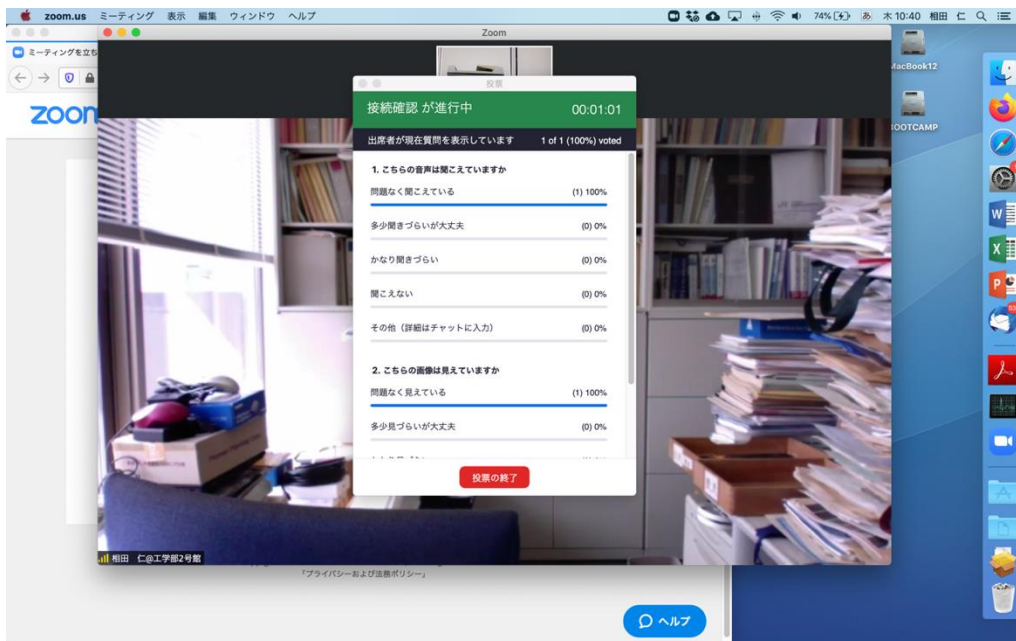 zoom.us ミーティング 表示 編集 ウィンドウ ヘルプ
74% あ 木10:40 相田 仁
Zoom
ミーティングを立ち
zoom
MacBook12
BOOTCAMP
投票
接続確認 が進行中 00:01:01
出席者が現在質問を表示しています 1 of 1 (100%) voted
1. こちらの音声は聞こえていますか
問題なく聞こえている (1) 100%
多少聞きづらいが大丈夫 (0) 0%
かなり聞きづらい (0) 0%
聞こえない (0) 0%
その他（詳細はチャットに入力） (0) 0%
2. こちらの画像は見えていますか
問題なく見えている (1) 100%
多少見づらいが大丈夫 (0) 0%
投票の終了
相田 仁@工学部2号館
「プライバシーおよび法務ポリシー」
ヘルプ